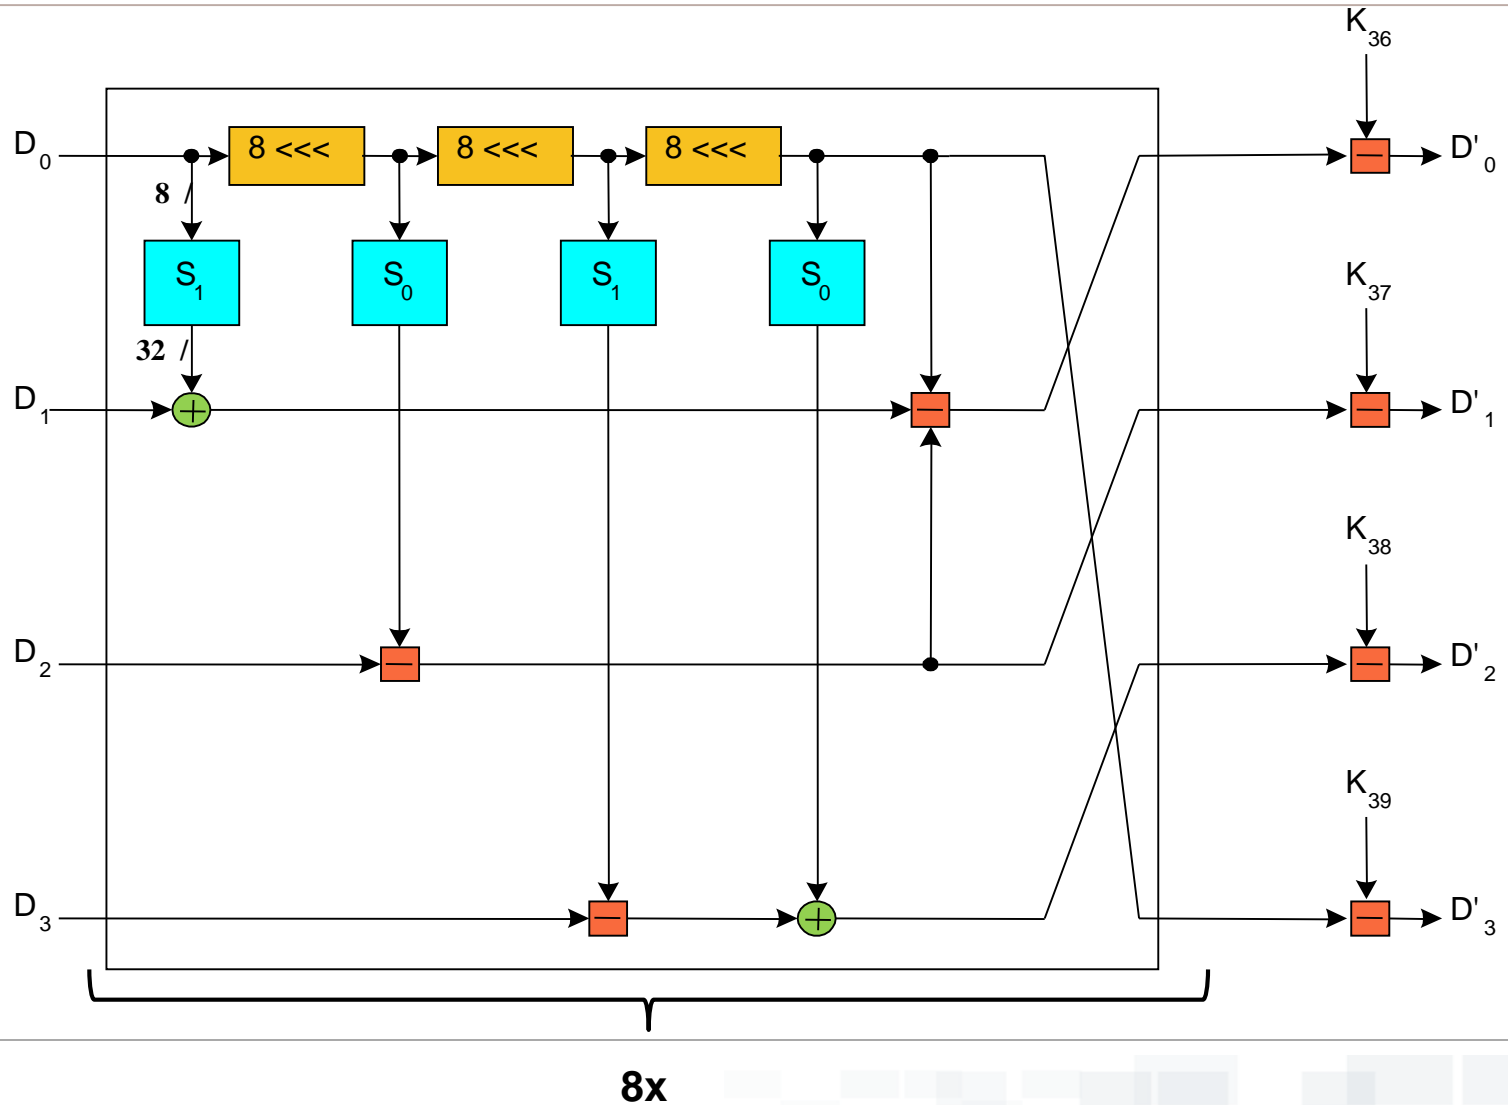 K36
D0 8 <<< 8 <<< 8 <<< D'0
8 /
S1 S0 S1 S0 K37
32 /
D1 D'1
K38
D2 D'2
K39
D3 D'3
8x